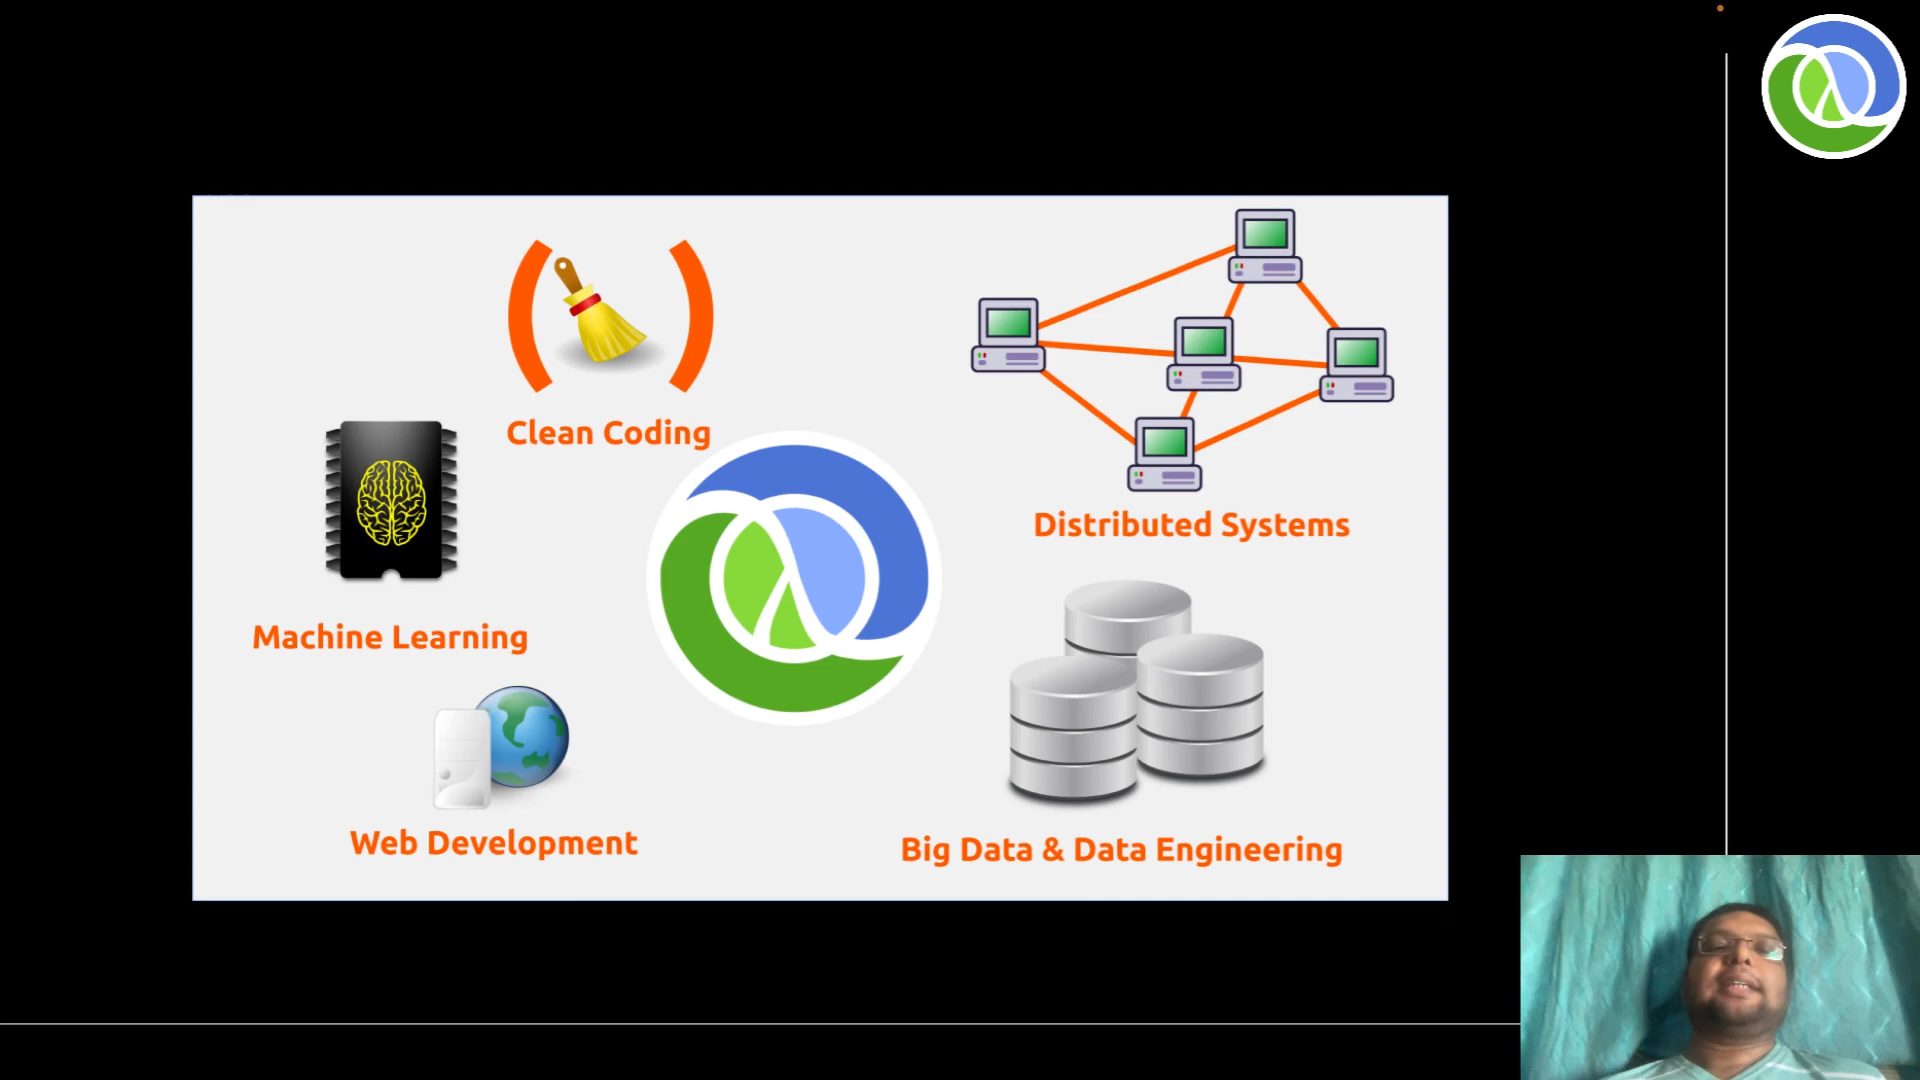 Clean Coding
Distributed Systems
Machine Learning
Web Development
Big Data & Data Engineering